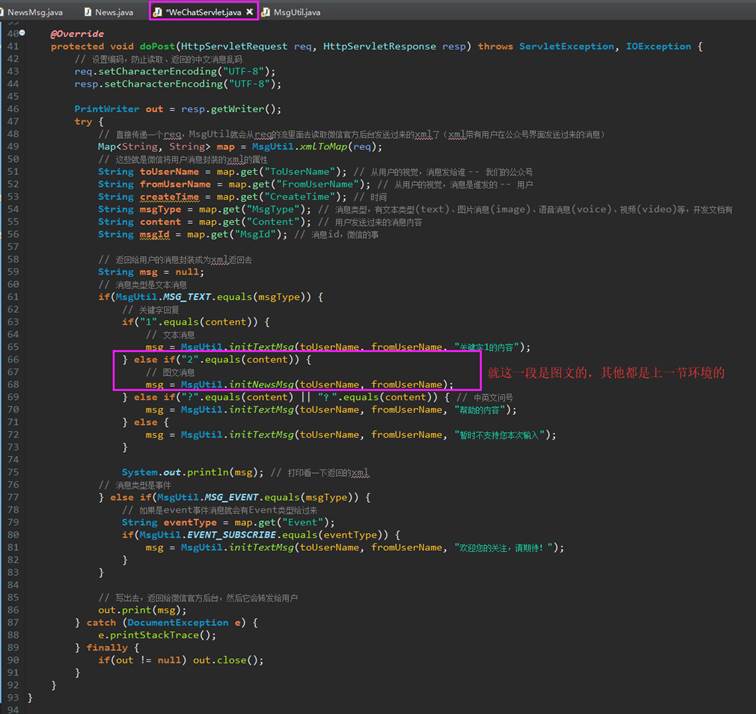 NewsMsg.java News.java *WeChatServlet.java MsgUtil.java
40 @Override
41 protected void doPost(HttpServletRequest req, HttpServletResponse resp) throws ServletException, IOException {
42 // 设置编码，防止读取、返回的中文消息乱码
43 req.setCharacterEncoding("UTF-8");
44 resp.setCharacterEncoding("UTF-8");
45
46 PrintWriter out = resp.getWriter();
47 try {
48 // 直接传递一个req，MsgUtil就会从req的流里面去读取微信官方后台发送过来的xml了（xml带有用户在公众号界面发送过来的消息）
49 Map<String, String> map = MsgUtil.xmlToMap(req);
50 // 这些就是微信将用户消息封装的xml的属性
51 String toUserName = map.get("ToUserName"); // 从用户的视觉，消息发给谁 -- 我们的公众号
52 String fromUserName = map.get("FromUserName"); // 从用户的视觉，消息是谁发的 -- 用户
53 String createTime = map.get("CreateTime"); // 时间
54 String msgType = map.get("MsgType"); // 消息类型，有文本类型(text)、图片消息(image)、语音消息(voice)、视频(video)等，开发文档有
55 String content = map.get("Content"); // 用户发送过来的消息内容
56 String msgId = map.get("MsgId"); // 消息id，微信的事
57
58 // 返回给用户的消息封装成为xml返回去
59 String msg = null;
60 // 消息类型是文本消息
61 if(MsgUtil.MSG_TEXT.equals(msgType)) {
62 // 关键字回复
63 if("1".equals(content)) {
64 // 文本消息
65 msg = MsgUtil.initTextMsg(toUserName, fromUserName, "关键字1的内容");
66 } else if("2".equals(content)) {
67 // 图文消息
68 msg = MsgUtil.initNewsMsg(toUserName, fromUserName);
就这一段是图文的，其他都是上一节环境的
69 } else if("?".equals(content) || "？".equals(content)) { // 中英文问号
70 msg = MsgUtil.initTextMsg(toUserName, fromUserName, "帮助的内容");
71 } else {
72 msg = MsgUtil.initTextMsg(toUserName, fromUserName, "暂时不支持您本次输入");
73 }
74
75 System.out.println(msg); // 打印看一下返回的xml
76 // 消息类型是事件
77 } else if(MsgUtil.MSG_EVENT.equals(msgType)) {
78 // 如果是event事件消息就会有Event类型给过来
79 String eventType = map.get("Event");
80 if(MsgUtil.EVENT_SUBSCRIBE.equals(eventType)) {
81 msg = MsgUtil.initTextMsg(toUserName, fromUserName, "欢迎您的关注，请期待！");
82 }
83 }
84
85 // 写出去，返回给微信官方后台，然后它会转发给用户
86 out.print(msg);
87 } catch (DocumentException e) {
88 e.printStackTrace();
89 } finally {
90 if(out != null) out.close();
91 }
92 }
93 }
94